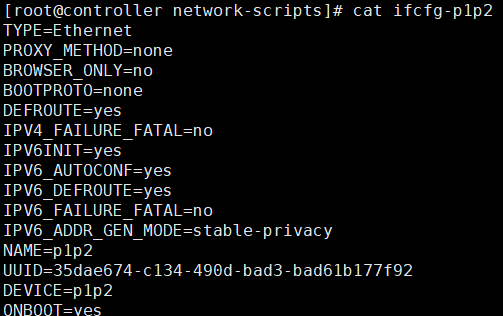 [root@controller network-scripts]# cat ifcfg-p1p2
TYPE=Ethernet
PROXY_METHOD=none
BROWSER_ONLY=no
BOOTPROTO=none
DEFROUTE=yes
IPV4_FAILURE_FATAL=no
IPV6INIT=yes
IPV6_AUTOCONF=yes
IPV6_DEFROUTE=yes
IPV6_FAILURE_FATAL=no
IPV6_ADDR_GEN_MODE=stable-privacy
NAME=p1p2
UUID=35dae674-c134-490d-bad3-bad61b177f92
DEVICE=p1p2
ONBOOT=yes